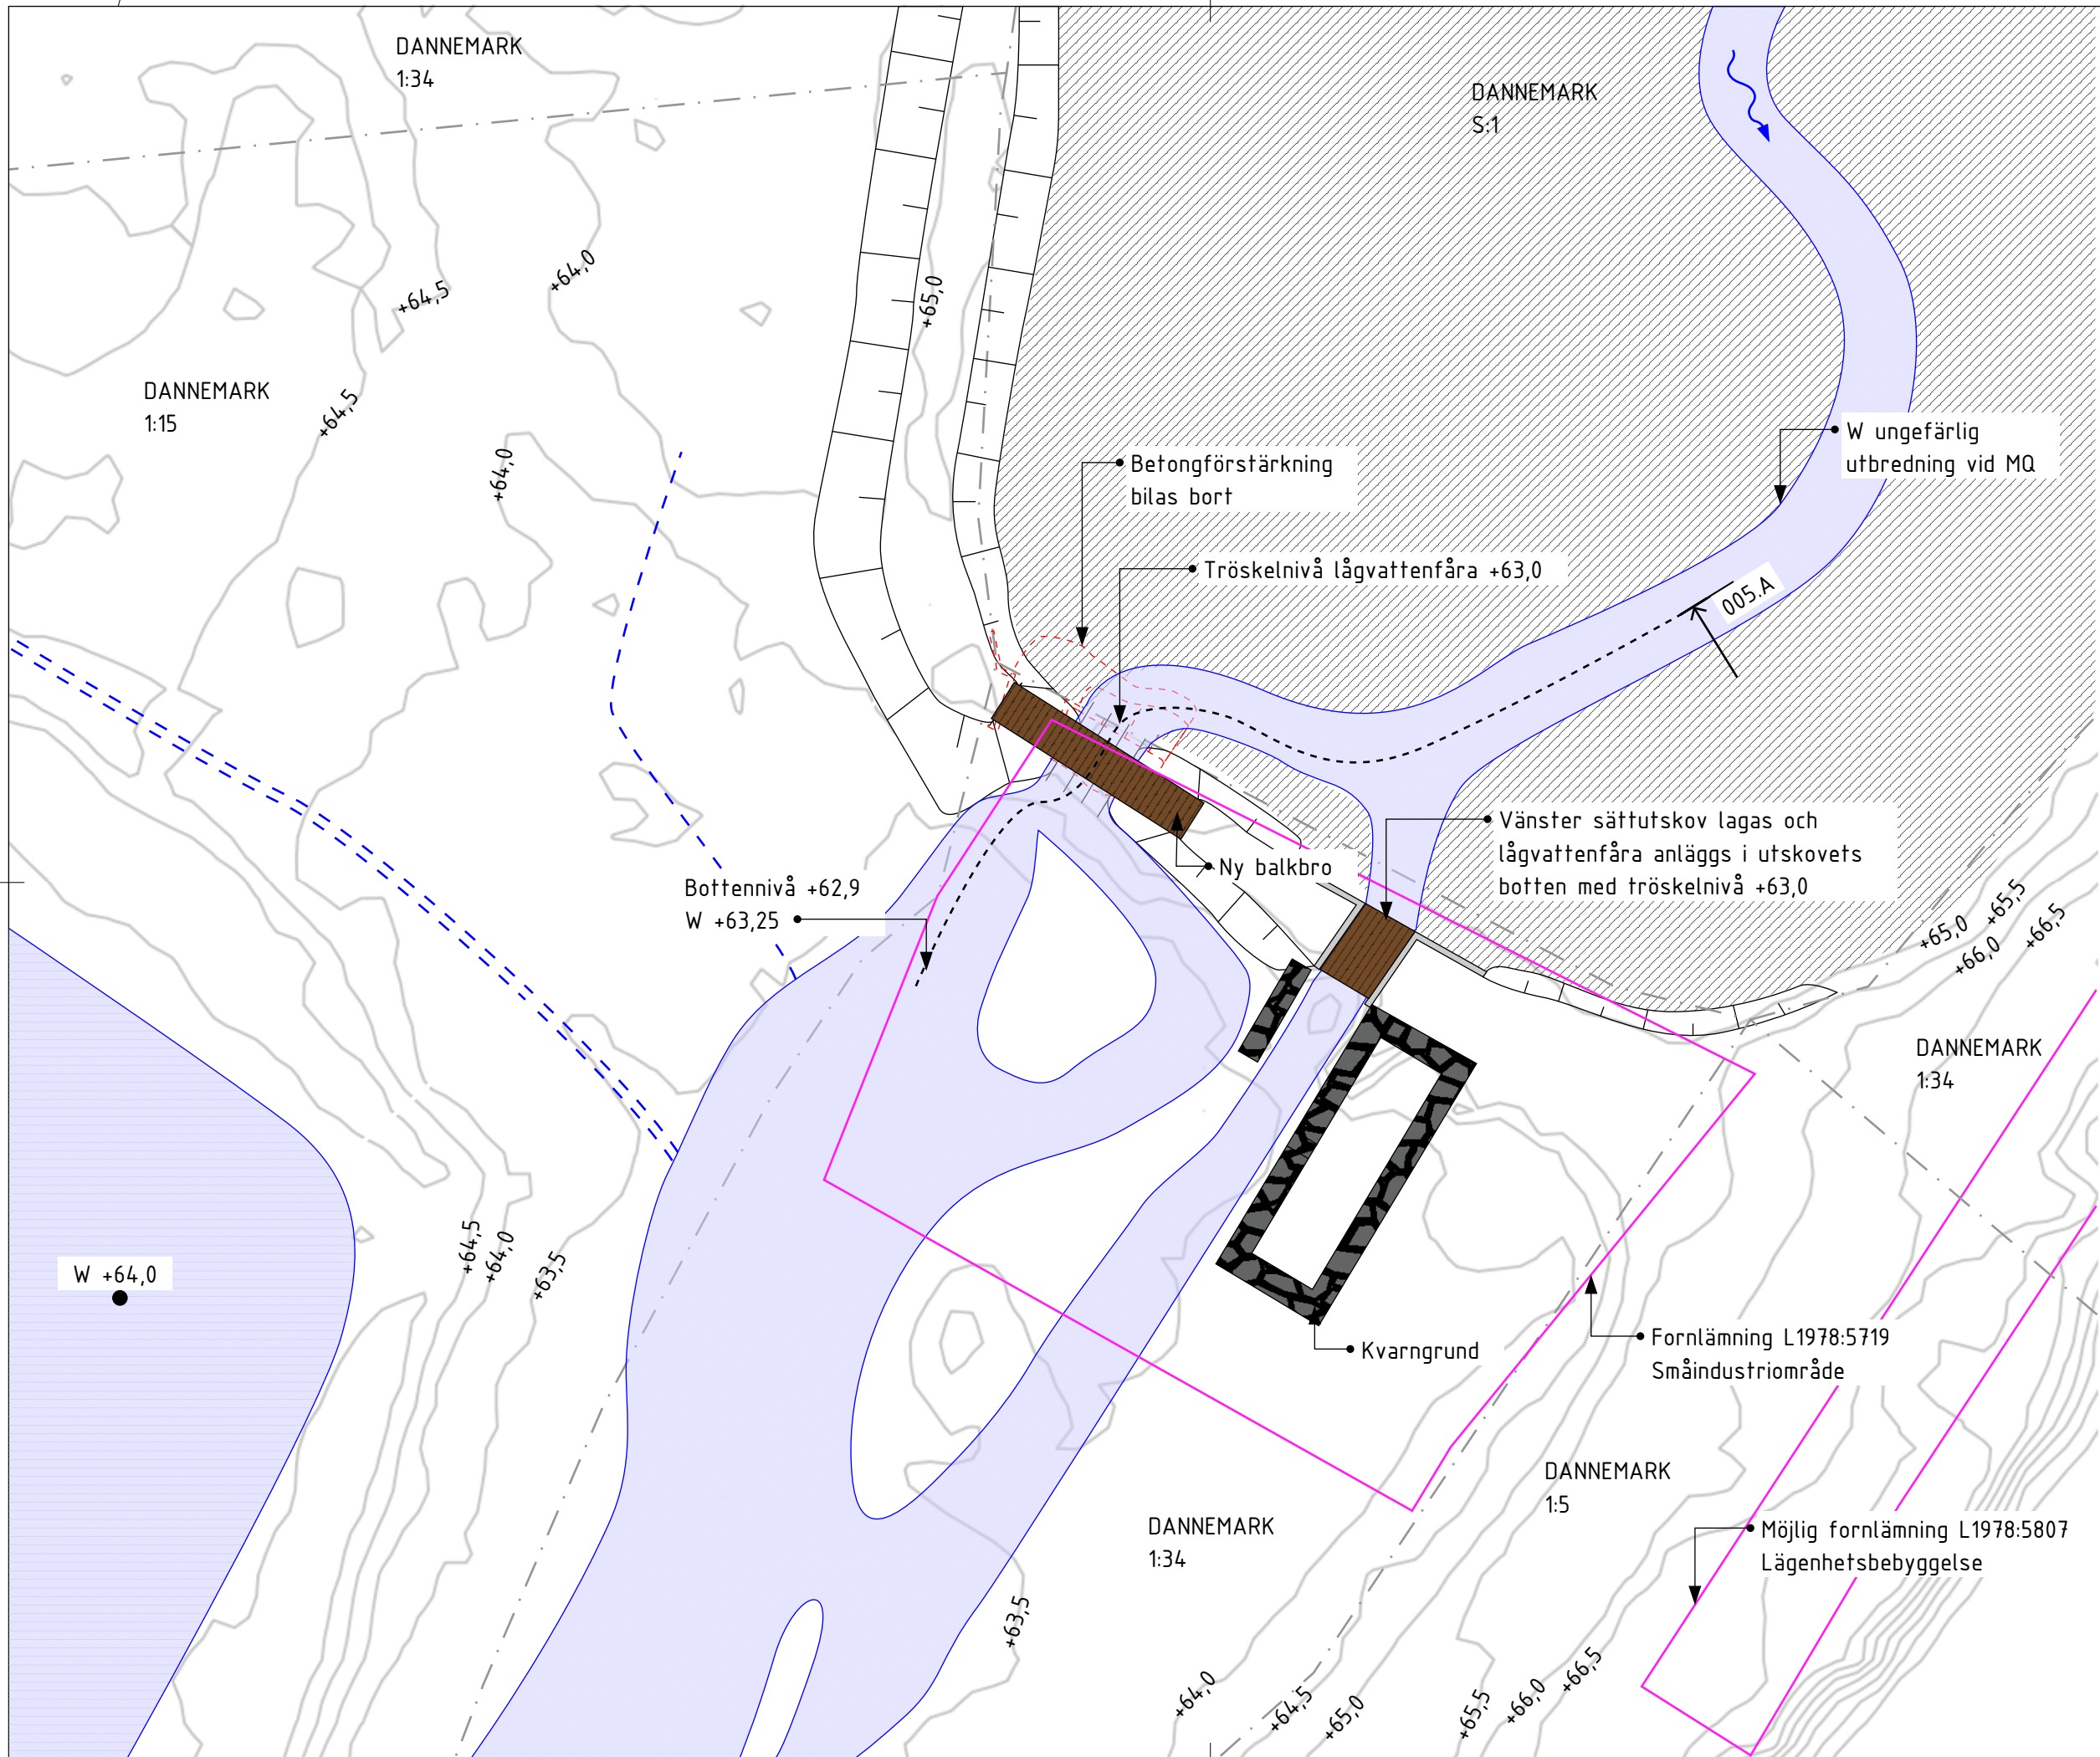 DANNEMARK
1:34
DANNEMARK
S:1
+64,0
+64,5
+65,0
DANNEMARK
1:15
+64,5
+64,0
W ungefärlig
utbredning vid MQ
Betongförstärkning
bilas bort
Tröskelnivå lågvattenfåra +63,0
005.A
Vänster sättutskov lagas och
lågvattenfåra anläggs i utskovets
botten med tröskelnivå +63,0
Ny balkbro
Bottennivå +62,9
W +63,25
+65,0
+65,5
+66,0
+66,5
DANNEMARK
1:34
W +64,0
+64,5
+64,0
+63,5
Fornlämning L1978:5719
Småindustriområde
Kvarngrund
DANNEMARK
1:5
DANNEMARK
1:34
Möjlig fornlämning L1978:5807
Lägenhetsbebyggelse
+63,5
+64,0
+64,5
+65,0
+65,5
+66,0
+66,5